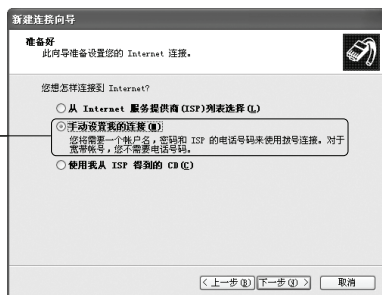 新建连接向导
准备好
此向导准备设置您的 Internet 连接。
您想怎样连接到 Internet?
从 Internet 服务提供商(ISP)列表选择(L)
手动设置我的连接(M)
您将需要一个帐户名，密码和 ISP 的电话号码来使用拨号连接。对于
宽带帐号，您不需要电话号码。
使用我从 ISP 得到的 CD(C)
< 上一步(B) 下一步(N) > 取消